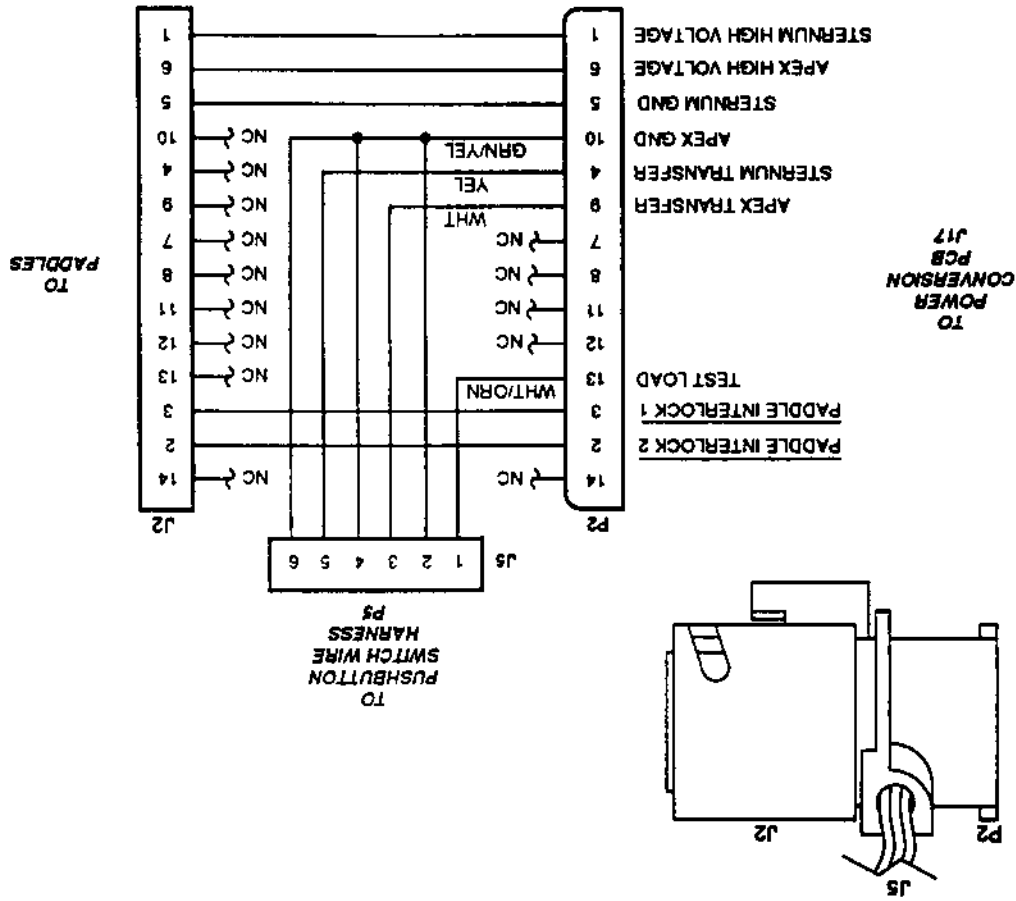 J5
P2
J2
TO
PUSHBUTTON
SWITCH WIRE
HARNESS
P5
J5 1 2 3 4 5 6
P2
J2
14 NC NC 14
PADDLE INTERLOCK 2 2 2
PADDLE INTERLOCK 1 3 3
TEST LOAD 13 WHT/ORN NC 13
12 NC NC 12
11 NC NC 11
8 NC NC 8
7 NC NC 7
TO
POWER
CONVERSION
PCB
J17
TO
PADDLES
APEX TRANSFER 9 WHT NC 9
STERNUM TRANSFER 4 YEL NC 4
APEX GND 10 GRN/YEL NC 10
STERNUM GND 5 5
APEX HIGH VOLTAGE 6 6
STERNUM HIGH VOLTAGE 1 1